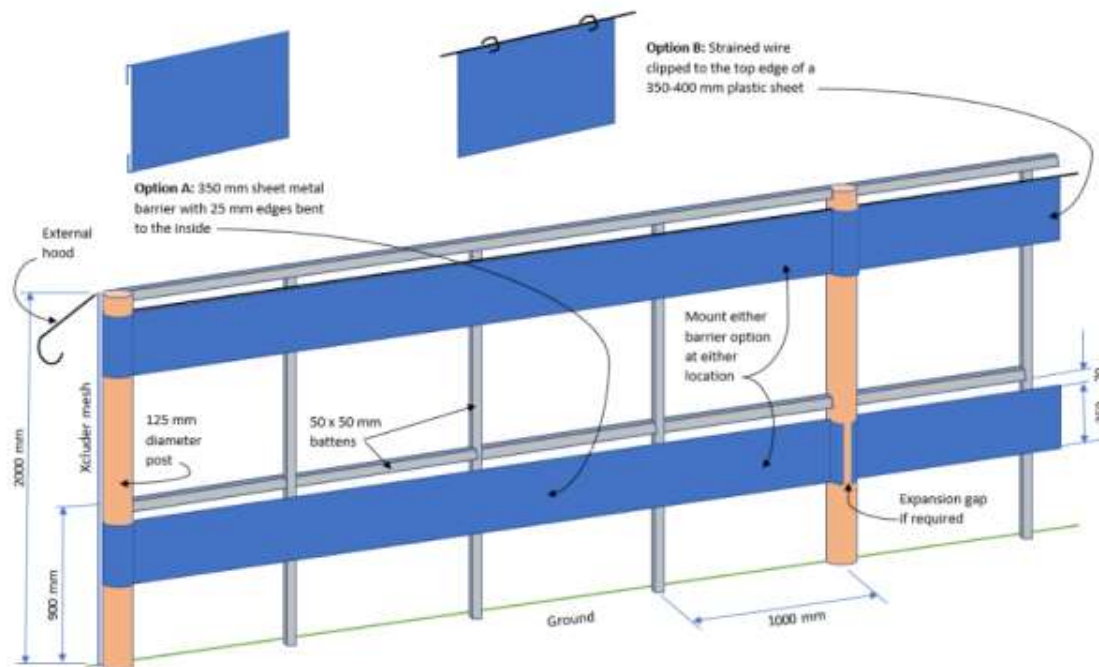 Option B: Strained wire
clipped to the top edge of a
350-400 mm plastic sheet
Option A: 350 mm sheet metal
barrier with 25 mm edges bent
to the inside
External
hood
Mount either
barrier option
at either
location
Xcluder mesh
2000 mm
125 mm
diameter
post
50 x 50 mm
battens
350
900 mm
Expansion gap
if required
Ground
1000 mm